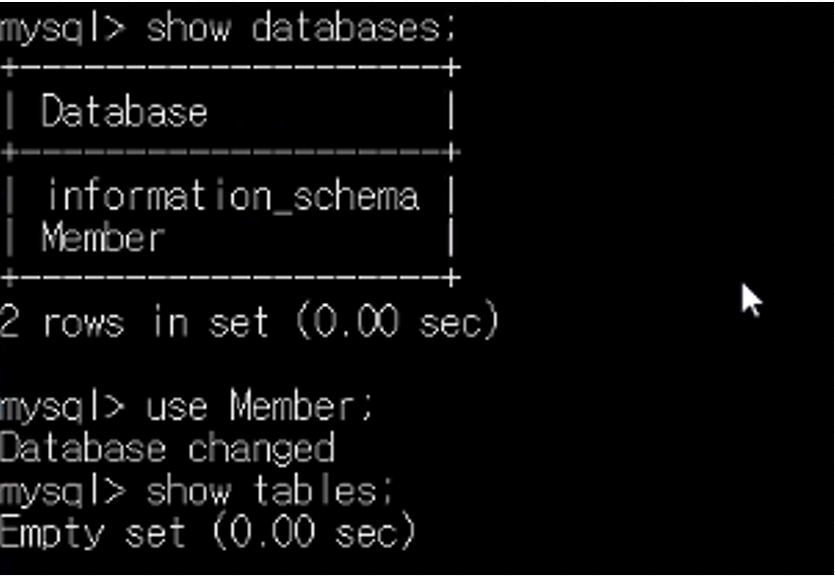 mysql> show databases;
+--------------------+
| Database           |
+--------------------+
| information_schema |
| Member             |
+--------------------+
2 rows in set (0.00 sec)
mysql> use Member;
Database changed
mysql> show tables;
Empty set (0.00 sec)